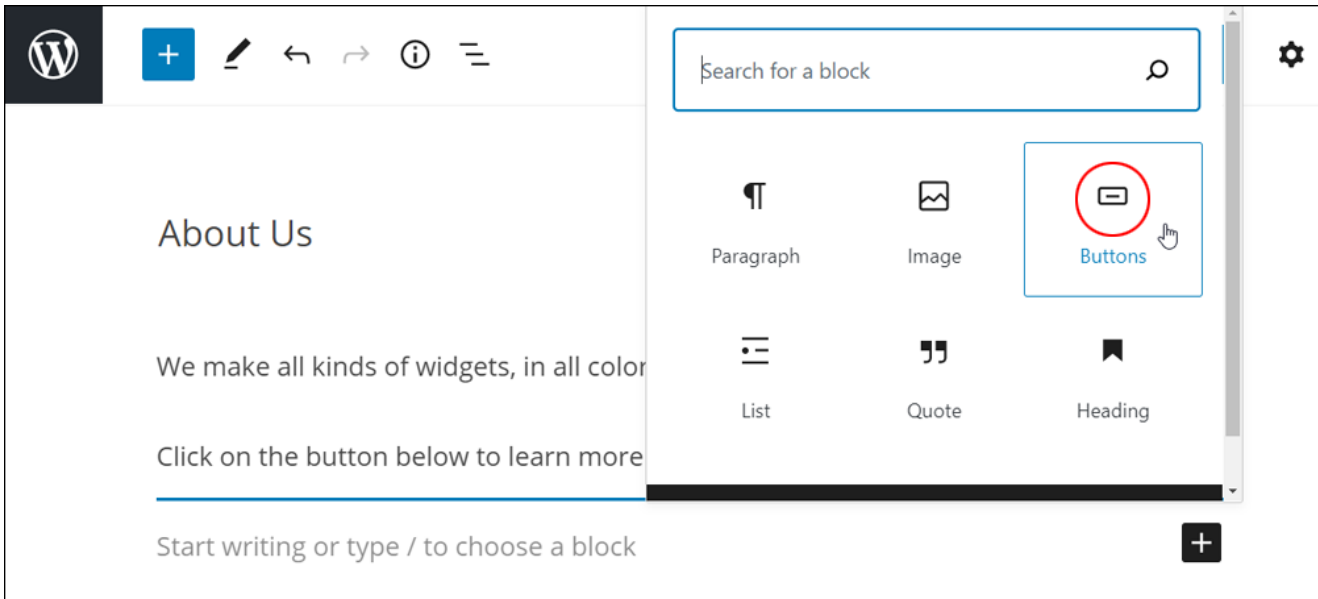 Search for a block
Paragraph
Image
Buttons
List
Quote
Heading
About Us
We make all kinds of widgets, in all color
Click on the button below to learn more
Start writing or type / to choose a block